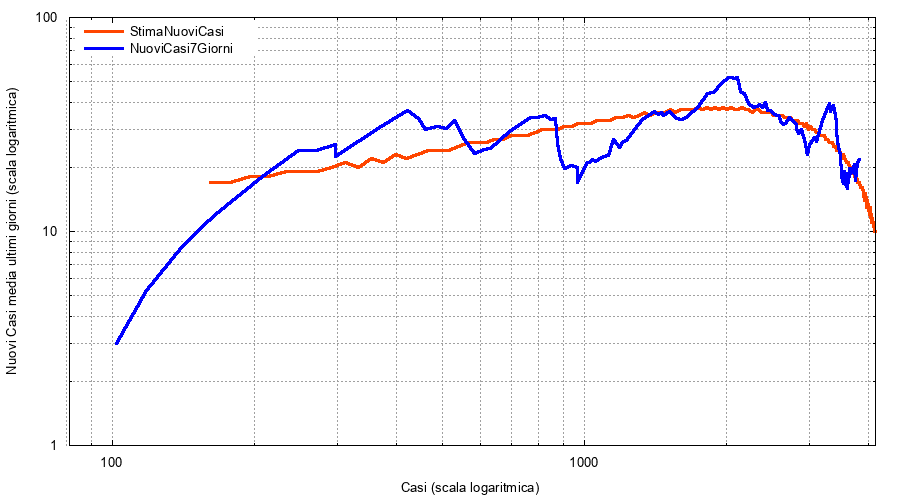 100
StimaNuoviCasi
NuoviCasi7Giorni
10
1
Nuovi Casi media ultimi giorni (scala logaritmica)
100
1000
Casi (scala logaritmica)